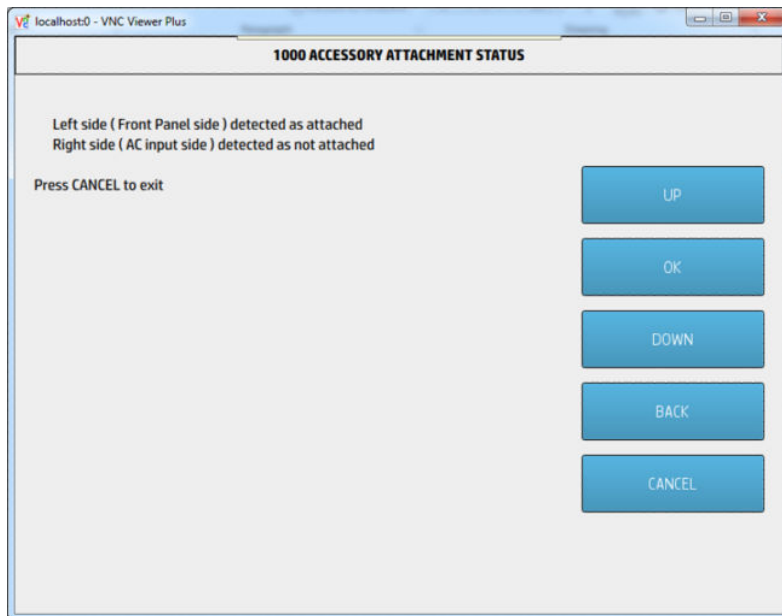 localhost:0 - VNC Viewer Plus
1000 ACCESSORY ATTACHMENT STATUS
Left side ( Front Panel side ) detected as attached
Right side ( AC input side ) detected as not attached
Press CANCEL to exit
UP
OK
DOWN
BACK
CANCEL